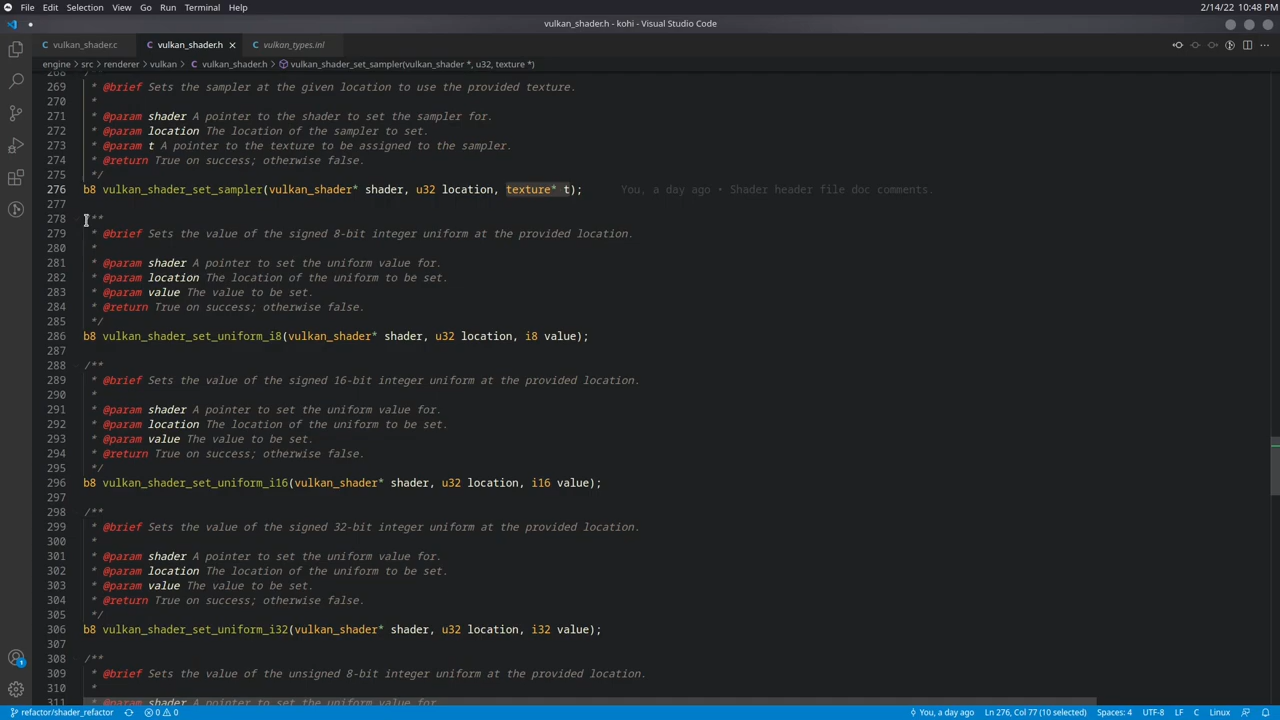 File Edit Selection View Go Run Terminal Help
2/14/22 10:48 PM
vulkan_shader.h - kohi - Visual Studio Code
vulkan_shader.c vulkan_shader.h vulkan_types.inl
engine > src > renderer > vulkan > vulkan_shader.h > vulkan_shader_set_sampler(vulkan_shader *, u32, texture *)
268 /**
269 * @brief Sets the sampler at the given location to use the provided texture.
270 *
271 * @param shader A pointer to the shader to set the sampler for.
272 * @param location The location of the sampler to set.
273 * @param t A pointer to the texture to be assigned to the sampler.
274 * @return True on success; otherwise false.
275 */
276 b8 vulkan_shader_set_sampler(vulkan_shader* shader, u32 location, texture* t); You, a day ago • Shader header file doc comments.
277
278 /**
279 * @brief Sets the value of the signed 8-bit integer uniform at the provided location.
280 *
281 * @param shader A pointer to set the uniform value for.
282 * @param location The location of the uniform to be set.
283 * @param value The value to be set.
284 * @return True on success; otherwise false.
285 */
286 b8 vulkan_shader_set_uniform_i8(vulkan_shader* shader, u32 location, i8 value);
287
288 /**
289 * @brief Sets the value of the signed 16-bit integer uniform at the provided location.
290 *
291 * @param shader A pointer to set the uniform value for.
292 * @param location The location of the uniform to be set.
293 * @param value The value to be set.
294 * @return True on success; otherwise false.
295 */
296 b8 vulkan_shader_set_uniform_i16(vulkan_shader* shader, u32 location, i16 value);
297
298 /**
299 * @brief Sets the value of the signed 32-bit integer uniform at the provided location.
300 *
301 * @param shader A pointer to set the uniform value for.
302 * @param location The location of the uniform to be set.
303 * @param value The value to be set.
304 * @return True on success; otherwise false.
305 */
306 b8 vulkan_shader_set_uniform_i32(vulkan_shader* shader, u32 location, i32 value);
307
308 /**
309 * @brief Sets the value of the unsigned 8-bit integer uniform at the provided location.
310 *
311 * @param shader A pointer to set the uniform value for.
refactor/shader_refactor 0 0 You, a day ago Ln 276, Col 77 (10 selected) Spaces: 4 UTF-8 LF C Linux